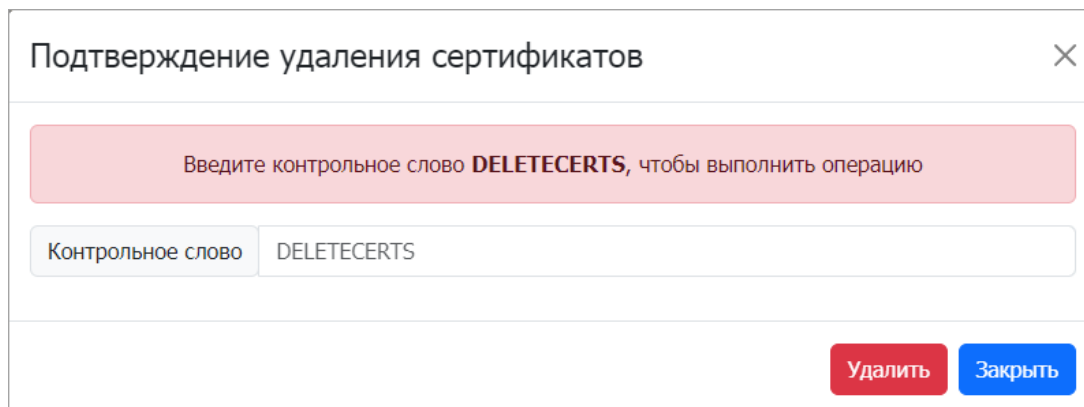 Подтверждение удаления сертификатов
Введите контрольное слово DELETECERTS, чтобы выполнить операцию
Контрольное слово DELETECERTS
Удалить Закрыть